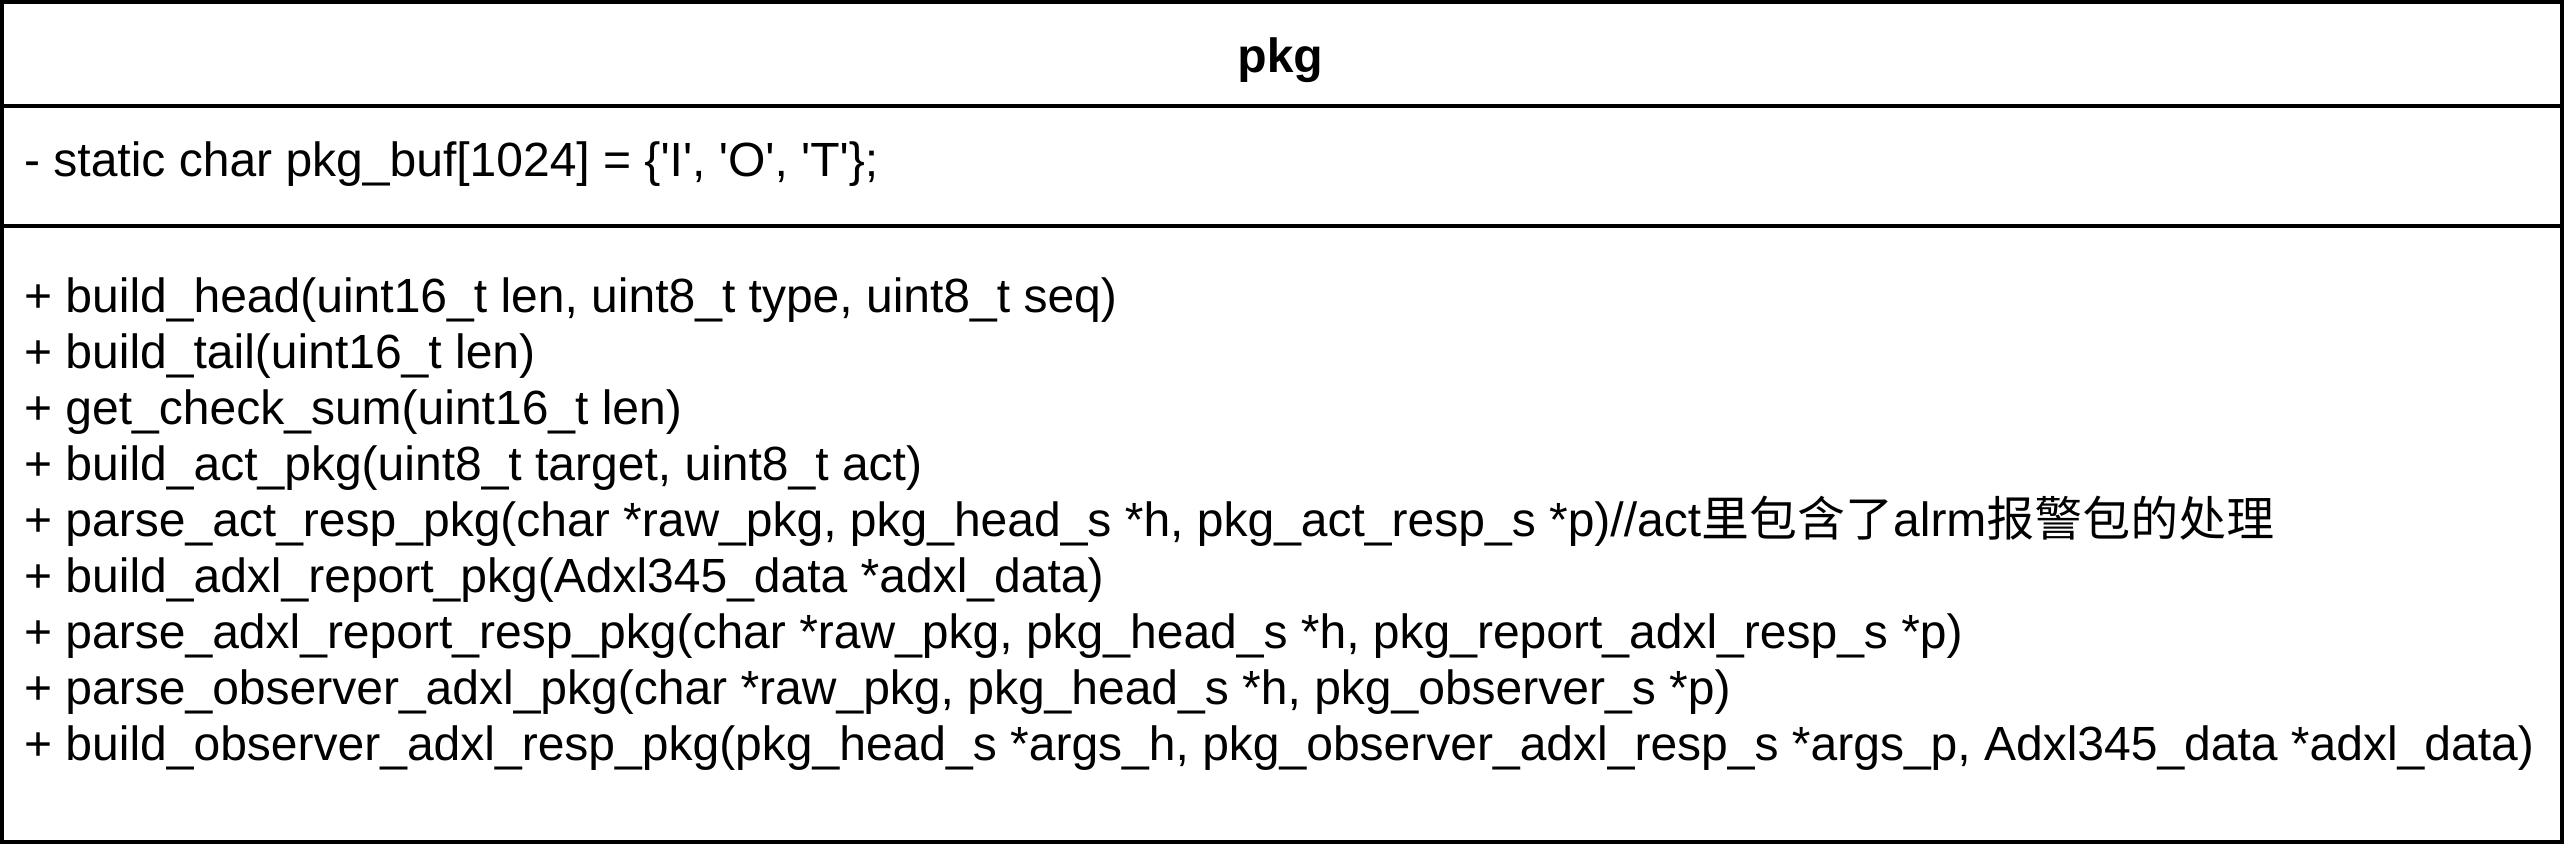 pkg
- static char pkg_buf[1024] = {'I', 'O', 'T'};
+ build_head(uint16_t len, uint8_t type, uint8_t seq)
+ build_tail(uint16_t len)
+ get_check_sum(uint16_t len)
+ build_act_pkg(uint8_t target, uint8_t act)
+ parse_act_resp_pkg(char *raw_pkg, pkg_head_s *h, pkg_act_resp_s *p)//act里包含了alrm报警包的处理
+ build_adxl_report_pkg(Adxl345_data *adxl_data)
+ parse_adxl_report_resp_pkg(char *raw_pkg, pkg_head_s *h, pkg_report_adxl_resp_s *p)
+ parse_observer_adxl_pkg(char *raw_pkg, pkg_head_s *h, pkg_observer_s *p)
+ build_observer_adxl_resp_pkg(pkg_head_s *args_h, pkg_observer_adxl_resp_s *args_p, Adxl345_data *adxl_data)